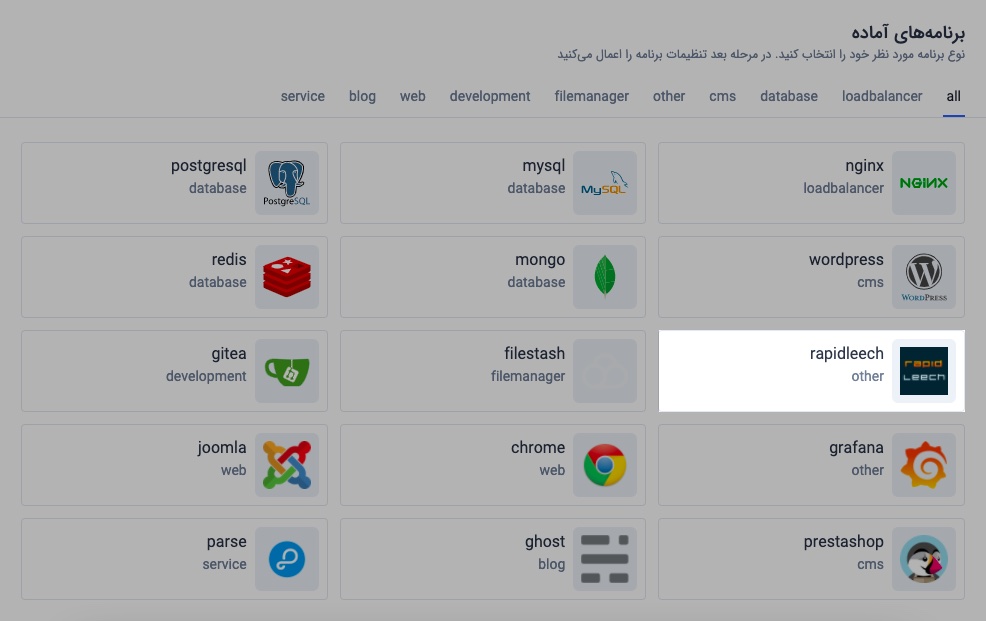 برنامه‌های آماده
نوع برنامه مورد نظر خود را انتخاب کنید. در مرحله بعد تنظیمات برنامه را اعمال می‌کنید
all loadbalancer database cms other filemanager development web blog service
nginx
loadbalancer
NGINX
mysql
database
MySQL
postgresql
database
PostgreSQL
wordpress
cms
WORDPRESS
mongo
database
redis
database
rapidleech
other
rapid
Leech
filestash
filemanager
gitea
development
grafana
other
chrome
web
joomla
web
prestashop
cms
ghost
blog
parse
service